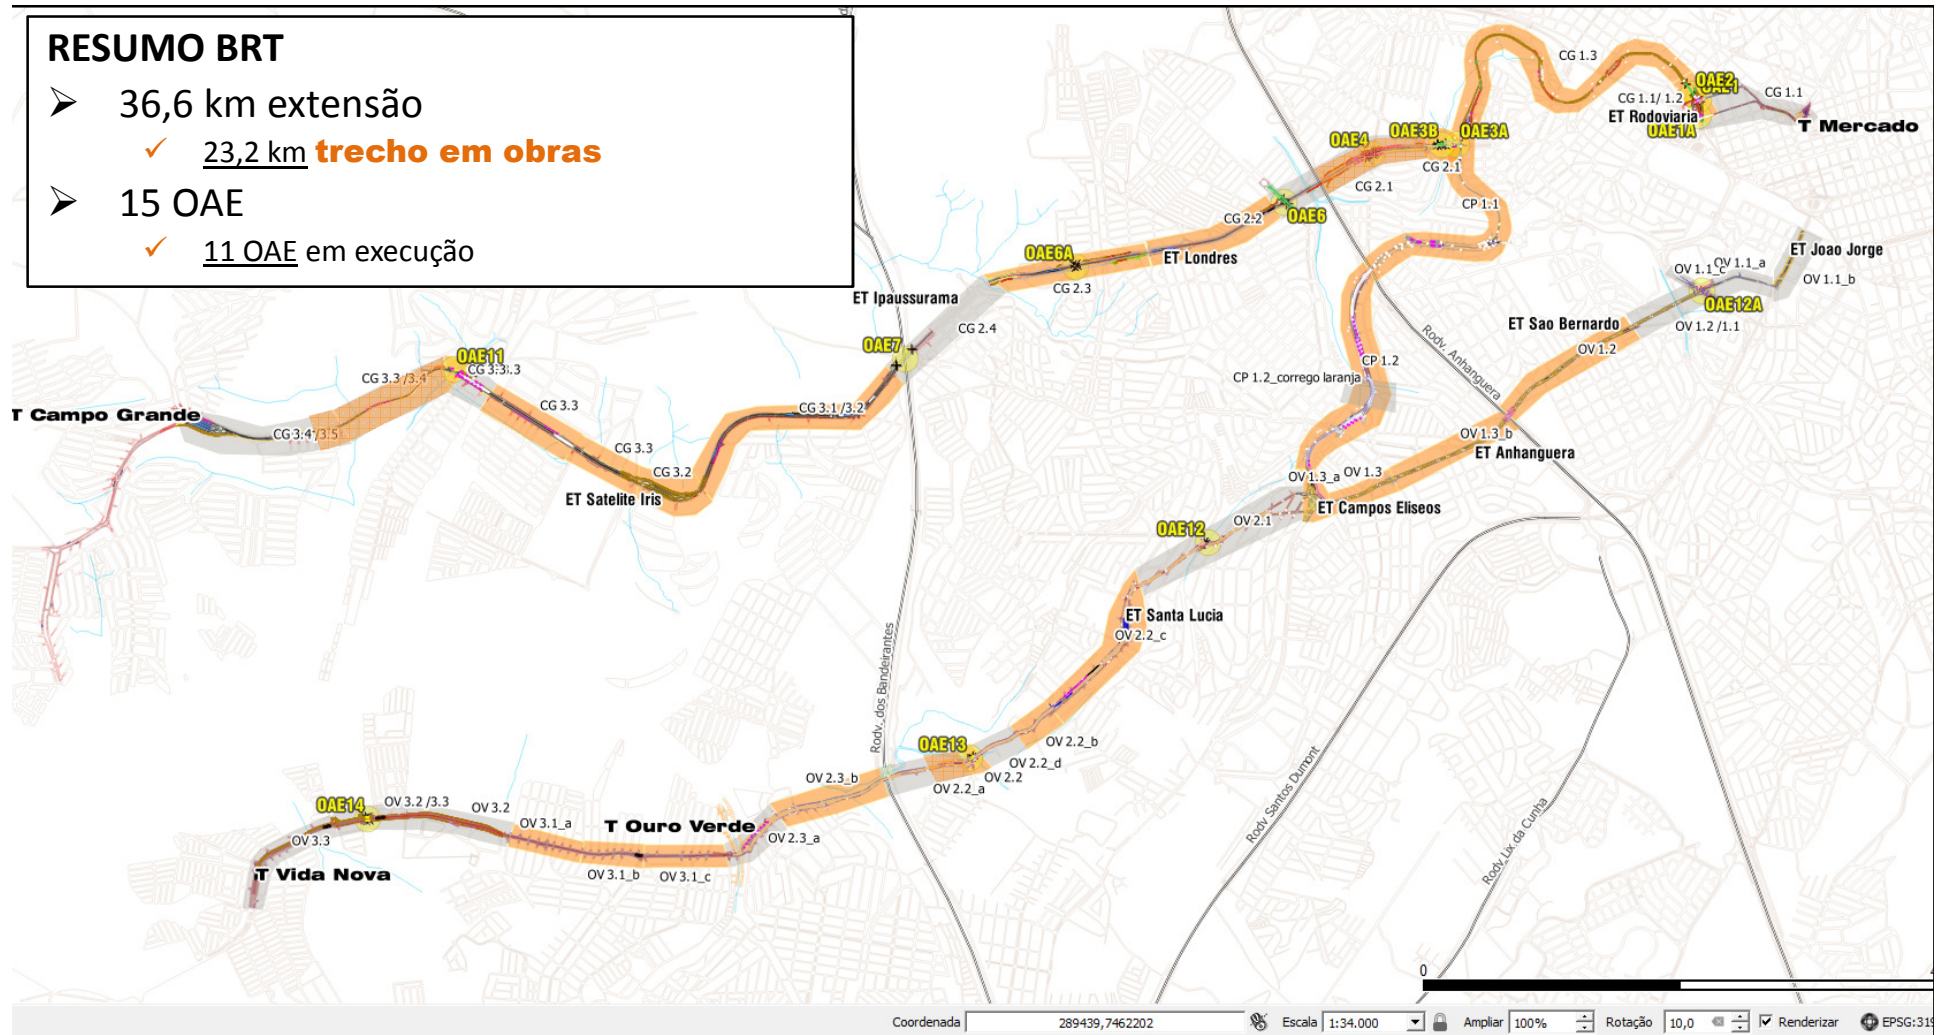 RESUMO BRT
➢ 36,6 km extensão
✓ 23,2 km trecho em obras
➢ 15 OAE
✓ 11 OAE em execução
CG 1.3
OAE2
CG 1.1/ 1.2
CG 1.1
ET Rodoviaria
OAE1A
T Mercado
OAE3B
OAE3A
OAE4
CG 2.1
CG 2.1
CP 1.1
CG 2.2
OAE6
ET Joao Jorge
OAE6A
ET Londres
OV 1.1_c
OV 1.1_a
OV 1.1_b
CG 2.3
ET Ipaussurama
OAE12A
CG 2.4
ET Sao Bernardo
OV 1.2 /1.1
OAE7
Rodv. Anhanguera
OV 1.2
OAE11
CG 3.3
CP 1.2
CG 3.3 /3.4
CP 1.2_corrego laranja
CG 3.3
CG 3.1 /3.2
T Campo Grande
CG 3.4 /3.5
OV 1.3_b
CG 3.3
ET Anhanguera
CG 3.2
OV 1.3
OV 1.3_a
ET Satelite Iris
ET Campos Eliseos
OV 2.1
OAE12
ET Santa Lucia
OV 2.2_c
Rodv. dos Bandeirantes
OAE13
OV 2.2_b
OV 2.2_d
OV 2.3_b
OV 2.2
OV 2.2_a
Rodv Santos Dumont
OAE14
OV 3.2 /3.3
OV 3.2
OV 3.1_a
T Ouro Verde
OV 2.3_a
Rodv_Lix da Cunha
OV 3.3
T Vida Nova
OV 3.1_b
OV 3.1_c
0
Coordenada 289439,7462202 Escala 1:34.000 Ampliar 100% Rotação 10,0 Renderizar EPSG:319